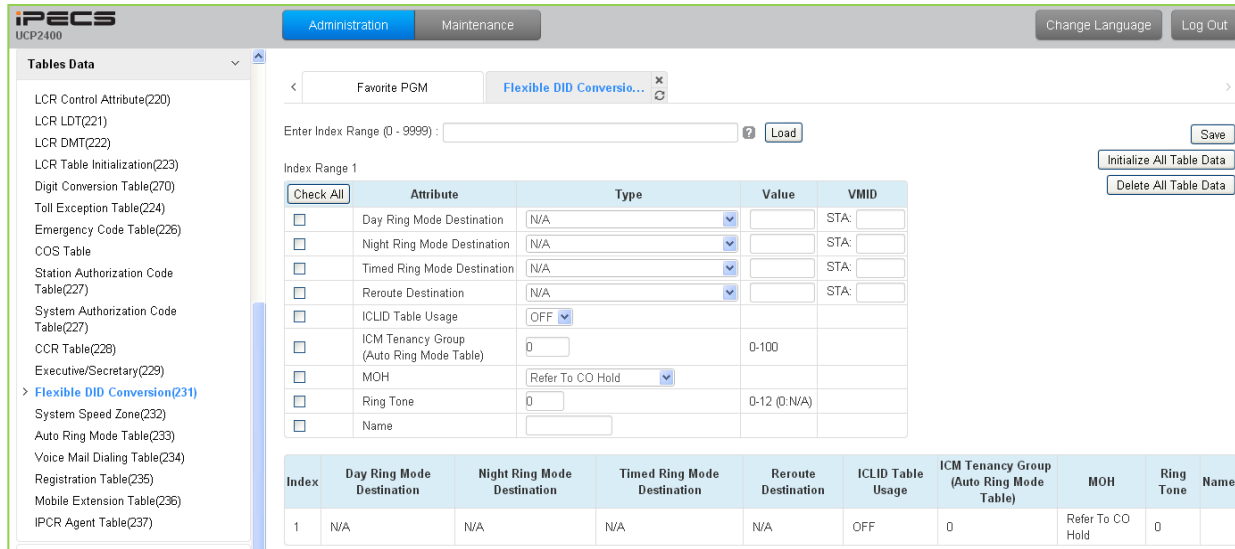 iPECS
UCP2400
Administration
Maintenance
Change Language
Log Out
Tables Data
LCR Control Attribute(220)
LCR LDT(221)
LCR DMT(222)
LCR Table Initialization(223)
Digit Conversion Table(270)
Toll Exception Table(224)
Emergency Code Table(226)
COS Table
Station Authorization Code
Table(227)
System Authorization Code
Table(227)
CCR Table(228)
Executive/Secretary(229)
> Flexible DID Conversion(231)
System Speed Zone(232)
Auto Ring Mode Table(233)
Voice Mail Dialing Table(234)
Registration Table(235)
Mobile Extension Table(236)
IPCR Agent Table(237)
< Favorite PGM Flexible DID Conversio... >
Enter Index Range (0 - 9999) : ? Load
Save
Initialize All Table Data
Delete All Table Data
Index Range 1
Check All Attribute Type Value VMID
Day Ring Mode Destination N/A STA:
Night Ring Mode Destination N/A STA:
Timed Ring Mode Destination N/A STA:
Reroute Destination N/A STA:
ICLID Table Usage OFF
ICM Tenancy Group
(Auto Ring Mode Table) 0 0-100
MOH Refer To CO Hold
Ring Tone 0 0-12 (0:N/A)
Name
Index Day Ring Mode Destination Night Ring Mode Destination Timed Ring Mode Destination Reroute Destination ICLID Table Usage ICM Tenancy Group (Auto Ring Mode Table) MOH Ring Tone Name
1 N/A N/A N/A N/A OFF 0 Refer To CO Hold 0